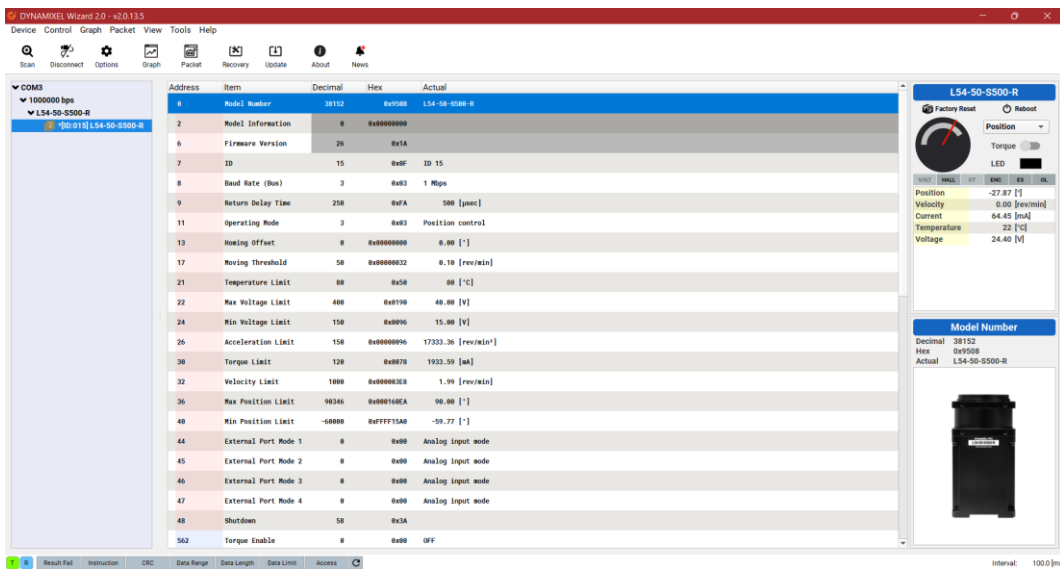 DYNAMIXEL Wizard 2.0 - v2.0.13.5
Device Control Graph Packet View Tools Help
Scan Disconnect Options Graph Packet Recovery Update About News
COM3
1000000 bps
L54-50-S500-R
*[ID:015] L54-50-S500-R
Address Item Decimal Hex Actual
0 Model Number 38152 0x9508 L54-50-S500-R
2 Model Information 0 0x00000000
6 Firmware Version 26 0x1A
7 ID 15 0x0F ID 15
8 Baud Rate (Bus) 3 0x03 1 Mbps
9 Return Delay Time 250 0xFA 500 [μsec]
11 Operating Mode 3 0x03 Position control
13 Homing Offset 0 0x00000000 0.00 [°]
17 Moving Threshold 50 0x00000032 0.10 [rev/min]
21 Temperature Limit 80 0x50 80 [°C]
22 Max Voltage Limit 400 0x0190 40.00 [V]
24 Min Voltage Limit 150 0x0096 15.00 [V]
26 Acceleration Limit 150 0x00000096 17333.36 [rev/min²]
30 Torque Limit 120 0x0078 1933.59 [mA]
32 Velocity Limit 1000 0x000003E8 1.99 [rev/min]
36 Max Position Limit 90346 0x000160EA 90.00 [°]
40 Min Position Limit -60000 0xFFFF15A0 -59.77 [°]
44 External Port Mode 1 0 0x00 Analog input mode
45 External Port Mode 2 0 0x00 Analog input mode
46 External Port Mode 3 0 0x00 Analog input mode
47 External Port Mode 4 0 0x00 Analog input mode
48 Shutdown 58 0x3A
562 Torque Enable 0 0x00 OFF
L54-50-S500-R
Factory Reset Reboot
Position
Torque
LED
VOLT HALL OT ENC ES OL
Position -27.87 [°]
Velocity 0.00 [rev/min]
Current 64.45 [mA]
Temperature 22 [°C]
Voltage 24.40 [V]
Model Number
Decimal 38152
Hex 0x9508
Actual L54-50-S500-R
T R Result Fail Instruction CRC Data Range Data Length Data Limit Access Interval: 100.0 [m